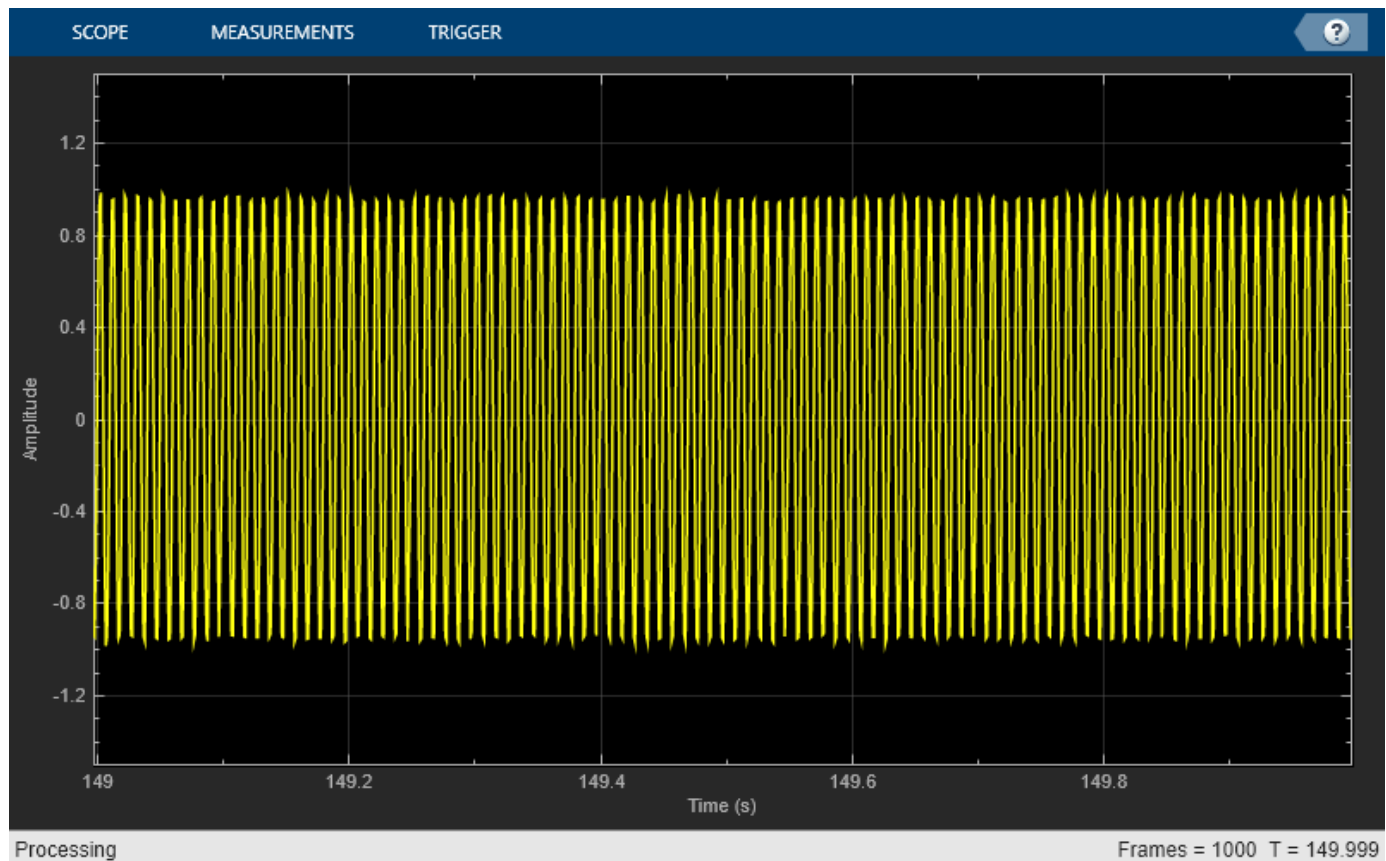 SCOPE MEASUREMENTS TRIGGER ?
1.2
0.8
0.4
0
-0.4
-0.8
-1.2
Amplitude
149 149.2 149.4 149.6 149.8
Time (s)
Processing Frames = 1000 T = 149.999